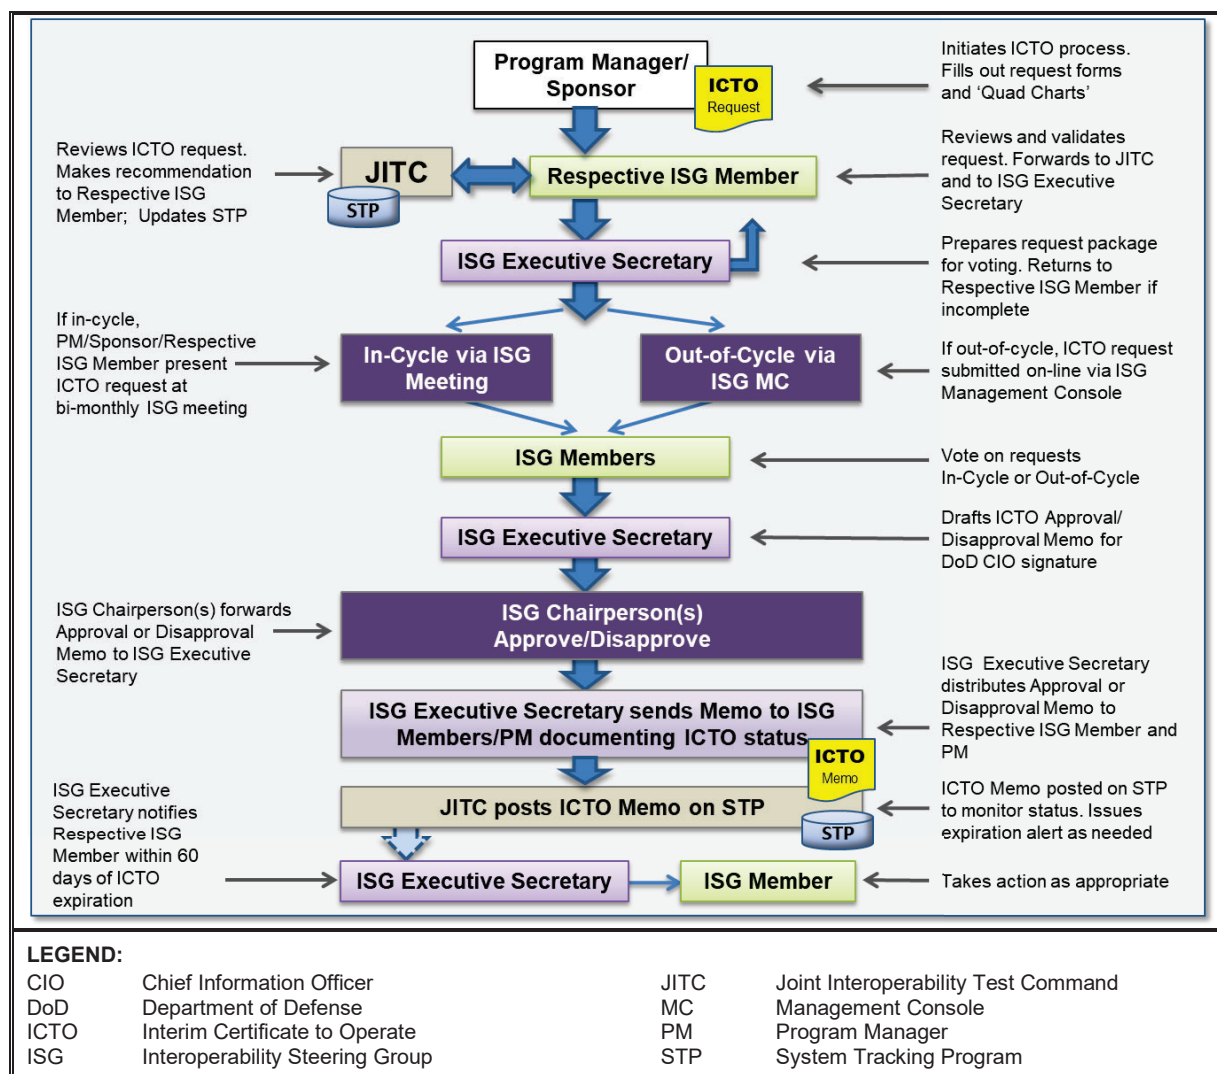 Program Manager/
Sponsor
ICTO
Request
Initiates ICTO process.
Fills out request forms
and ‘Quad Charts’
Reviews ICTO request.
Makes recommendation
to Respective ISG
Member;  Updates STP
JITC
STP
Respective ISG Member
Reviews and validates
request. Forwards to JITC
and to ISG Executive
Secretary
ISG Executive Secretary
Prepares request package
for voting. Returns to
Respective ISG Member if
incomplete
If in-cycle,
PM/Sponsor/Respective
ISG Member present
ICTO request at
bi-monthly ISG meeting
In-Cycle via ISG
Meeting
Out-of-Cycle via
ISG MC
If out-of-cycle, ICTO request
submitted on-line via ISG
Management Console
ISG Members
Vote on requests
In-Cycle or Out-of-Cycle
ISG Executive Secretary
Drafts ICTO Approval/
Disapproval Memo for
DoD CIO signature
ISG Chairperson(s) forwards
Approval or Disapproval
Memo to ISG Executive
Secretary
ISG Chairperson(s)
Approve/Disapprove
ISG Executive Secretary sends Memo to ISG
Members/PM documenting ICTO status
ICTO
Memo
ISG  Executive Secretary
distributes Approval or
Disapproval Memo to
Respective ISG Member and
PM
JITC posts ICTO Memo on STP
STP
ICTO Memo posted on STP
to monitor status. Issues
expiration alert as needed
ISG Executive
Secretary notifies
Respective ISG
Member within 60
days of ICTO
expiration
ISG Executive Secretary
ISG Member
Takes action as appropriate
LEGEND:
CIO Chief Information Officer
DoD Department of Defense
ICTO Interim Certificate to Operate
ISG Interoperability Steering Group
JITC Joint Interoperability Test Command
MC Management Console
PM Program Manager
STP System Tracking Program